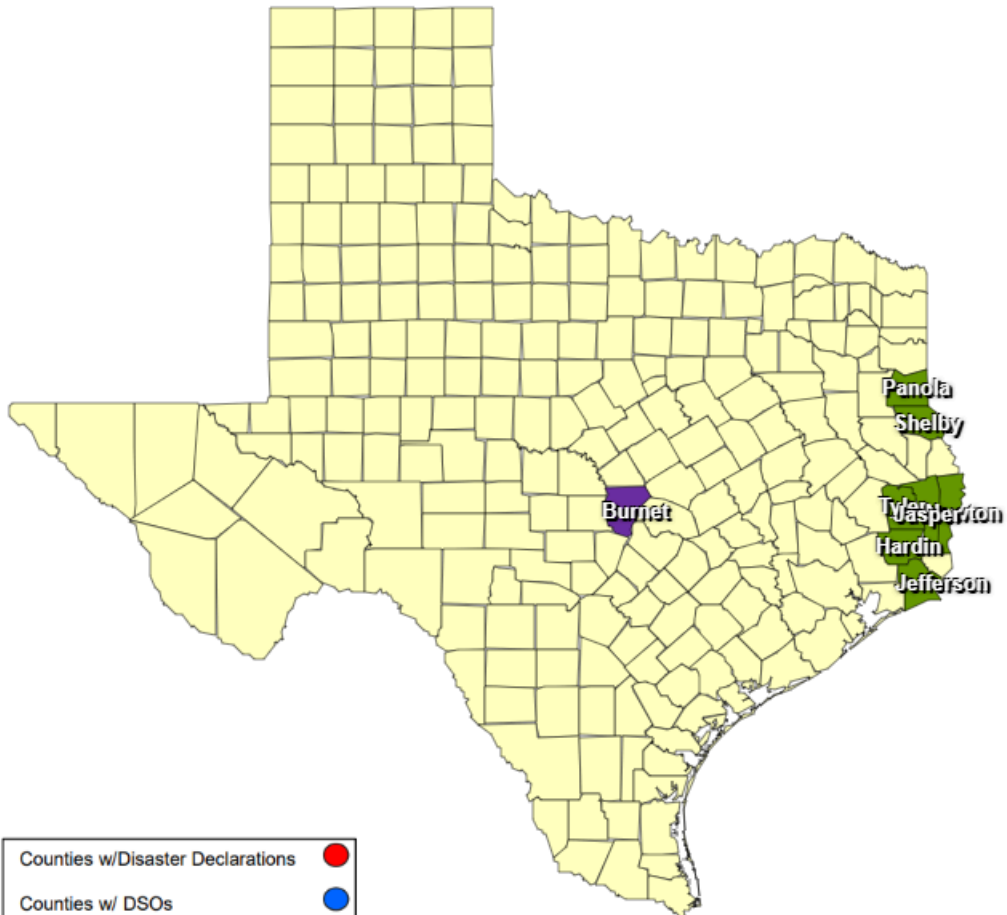 Panola
Shelby
Burnet
Jasper
Hardin
Jefferson
Counties w/Disaster Declarations
Counties w/ DSOs